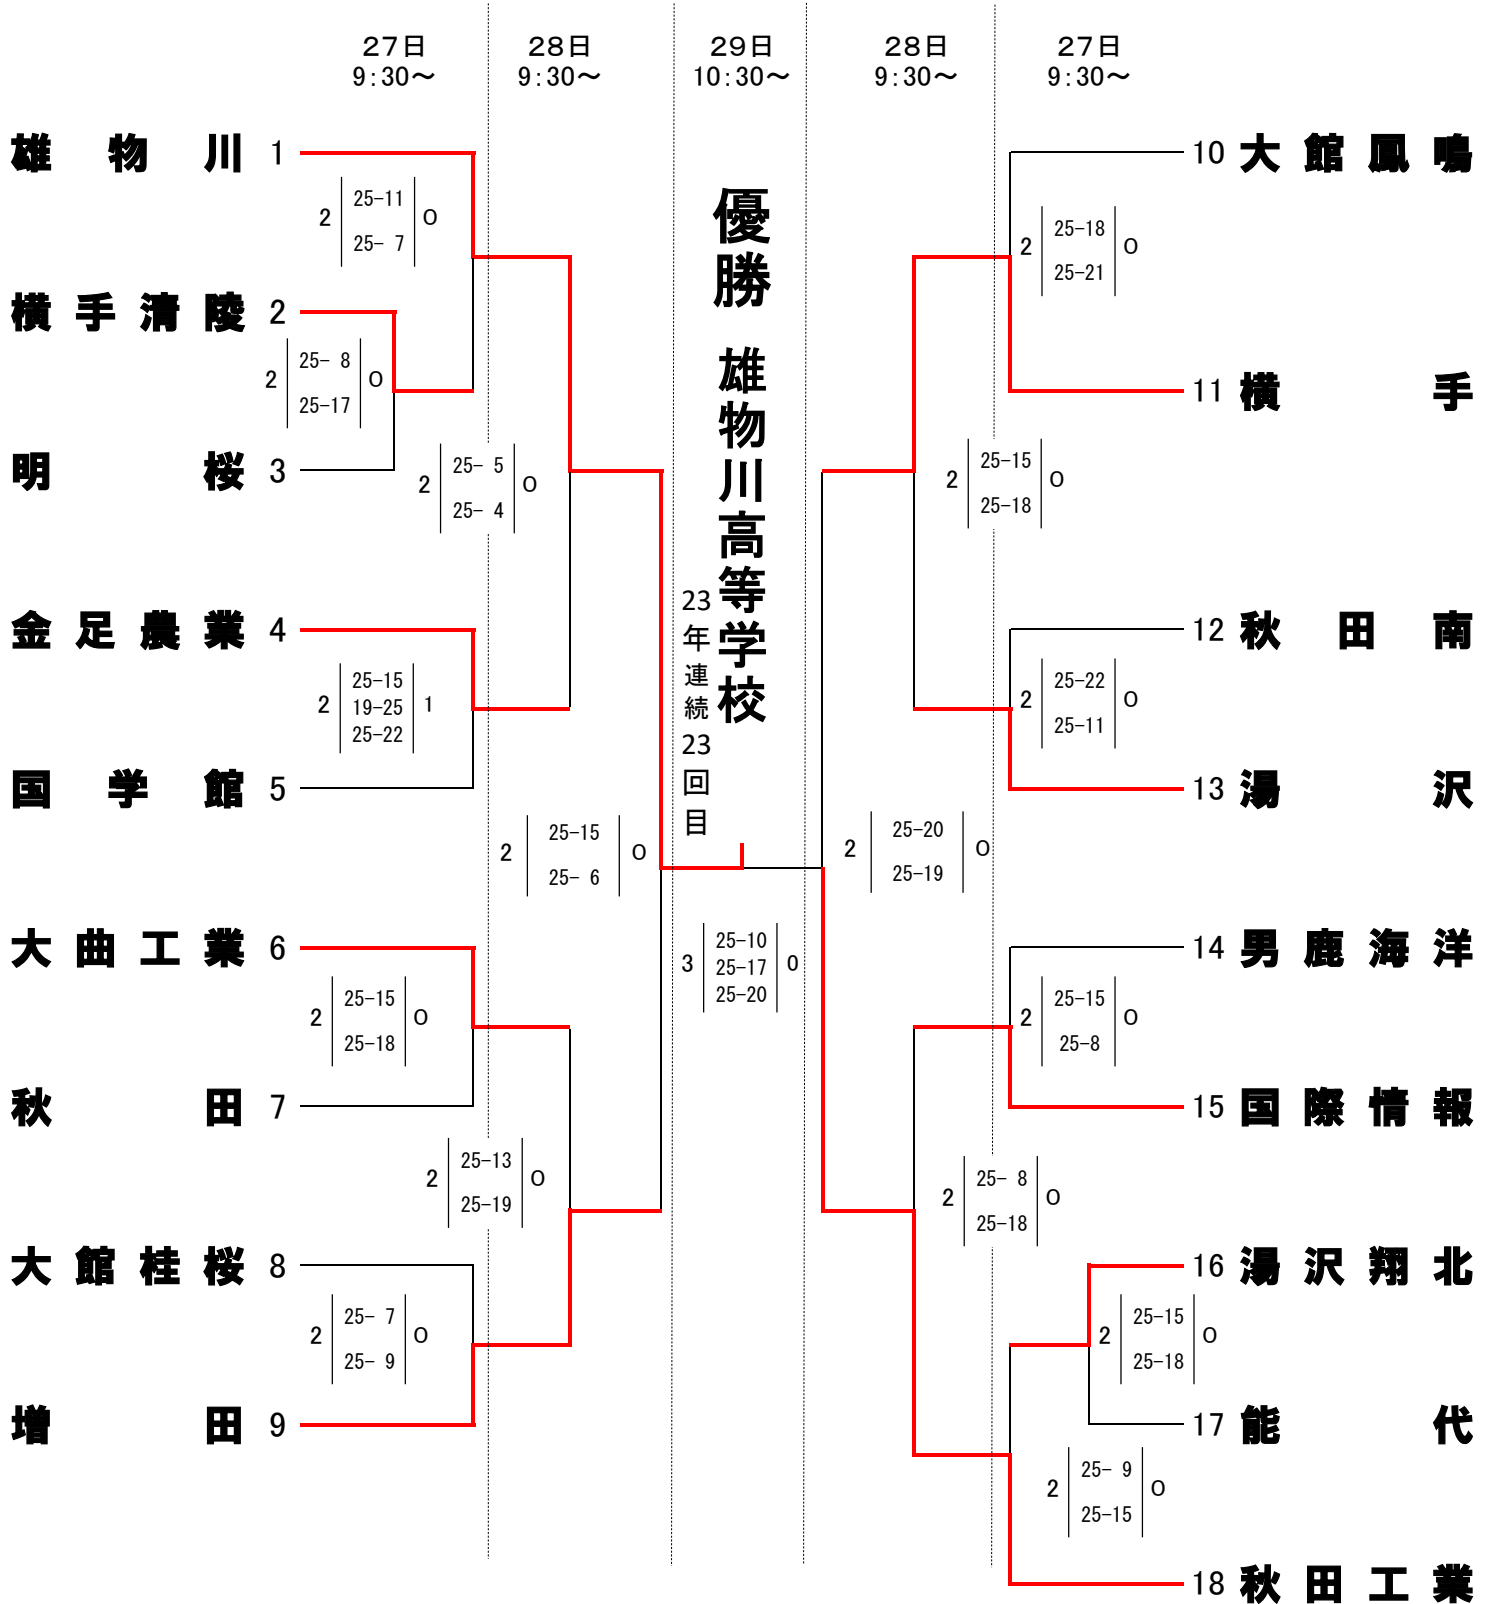 27日
9:30～
28日
9:30～
29日
10:30～
28日
9:30～
27日
9:30～
雄物川 1
2 25-11 0
25- 7
横手清陵 2
2 25- 8 0
25-17
明桜 3
2 25- 5 0
25- 4
金足農業 4
2 25-15 1
19-25
25-22
国学館 5
2 25-15 0
25- 6
大曲工業 6
2 25-15 0
25-18
秋田 7
2 25-13 0
25-19
大館桂桜 8
2 25- 7 0
25- 9
増田 9
優勝 雄物川高等学校
23年連続23回目
3 25-10 0
25-17
25-20
10 大館鳳鳴
2 25-18 0
25-21
11 横手
2 25-15 0
25-18
12 秋田南
2 25-22 0
25-11
13 湯沢
2 25-20 0
25-19
14 男鹿海洋
2 25-15 0
25-8
15 国際情報
2 25- 8 0
25-18
16 湯沢翔北
2 25-15 0
25-18
17 能代
2 25- 9 0
25-15
18 秋田工業